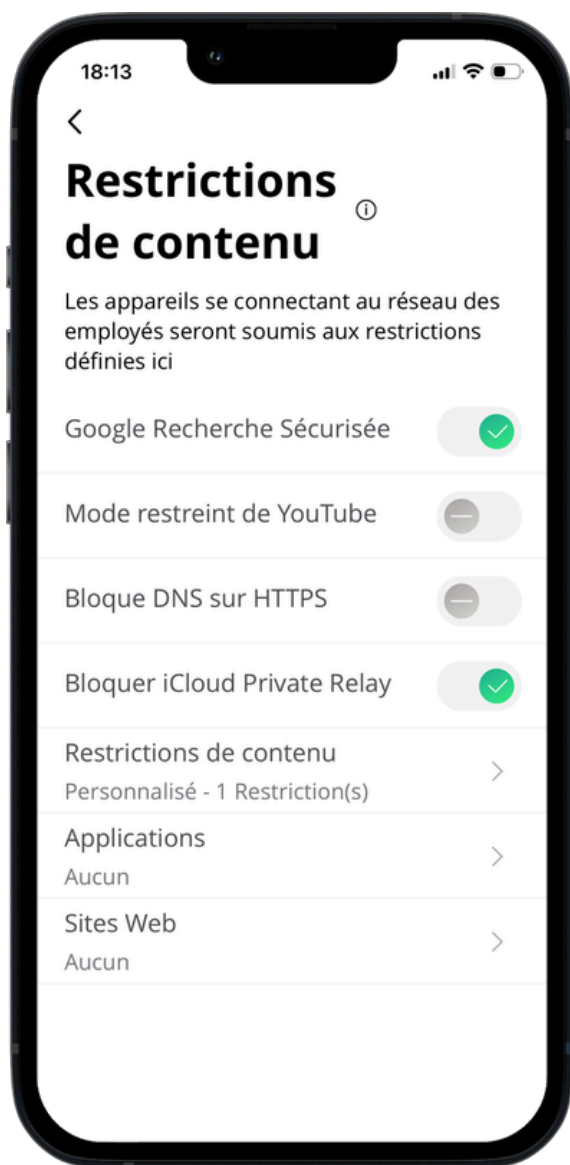 18:13
Restrictions
de contenu
Les appareils se connectant au réseau des
employés seront soumis aux restrictions
définies ici
Google Recherche Sécurisée
Mode restreint de YouTube
Bloque DNS sur HTTPS
Bloquer iCloud Private Relay
Restrictions de contenu
Personnalisé - 1 Restriction(s)
Applications
Aucun
Sites Web
Aucun